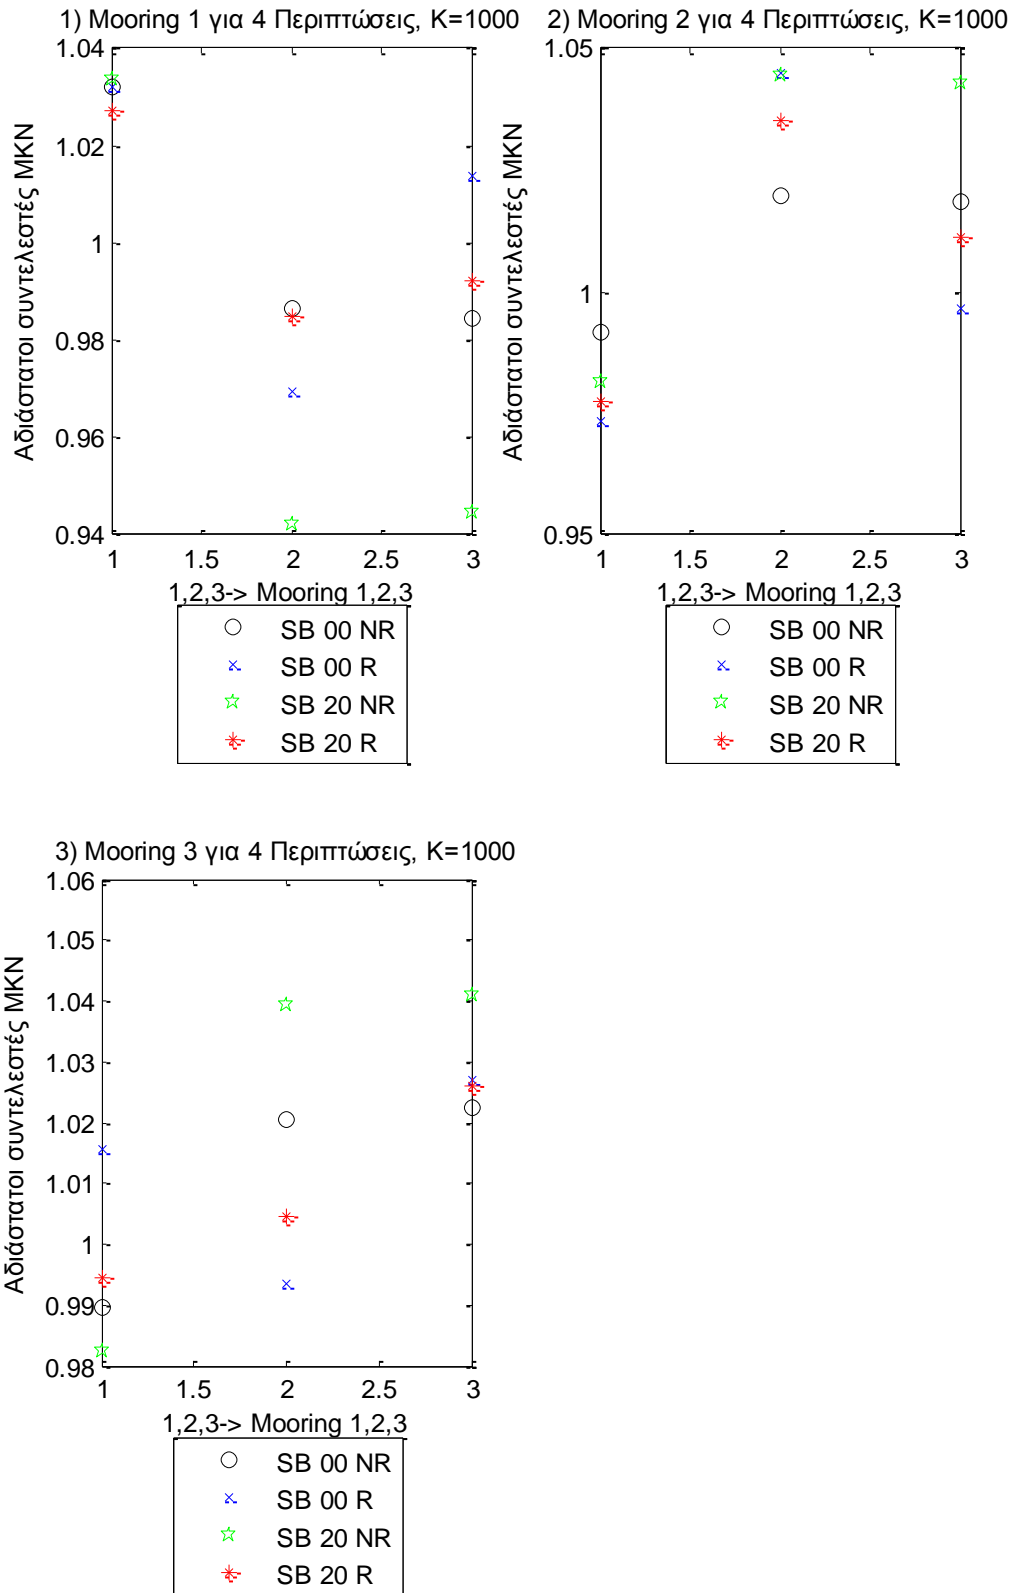 1) Mooring 1 για 4 Περιπτώσεις, K=1000
1.04
1.02
1
0.98
0.96
0.94
Αδιάστατοι συντελεστές MKN
1 1.5 2 2.5 3
1,2,3-> Mooring 1,2,3
SB 00 NR
SB 00 R
SB 20 NR
SB 20 R
2) Mooring 2 για 4 Περιπτώσεις, K=1000
1.05
1
0.95
Αδιάστατοι συντελεστές MKN
1 1.5 2 2.5 3
1,2,3-> Mooring 1,2,3
SB 00 NR
SB 00 R
SB 20 NR
SB 20 R
3) Mooring 3 για 4 Περιπτώσεις, K=1000
1.06
1.05
1.04
1.03
1.02
1.01
1
0.99
0.98
Αδιάστατοι συντελεστές MKN
1 1.5 2 2.5 3
1,2,3-> Mooring 1,2,3
SB 00 NR
SB 00 R
SB 20 NR
SB 20 R